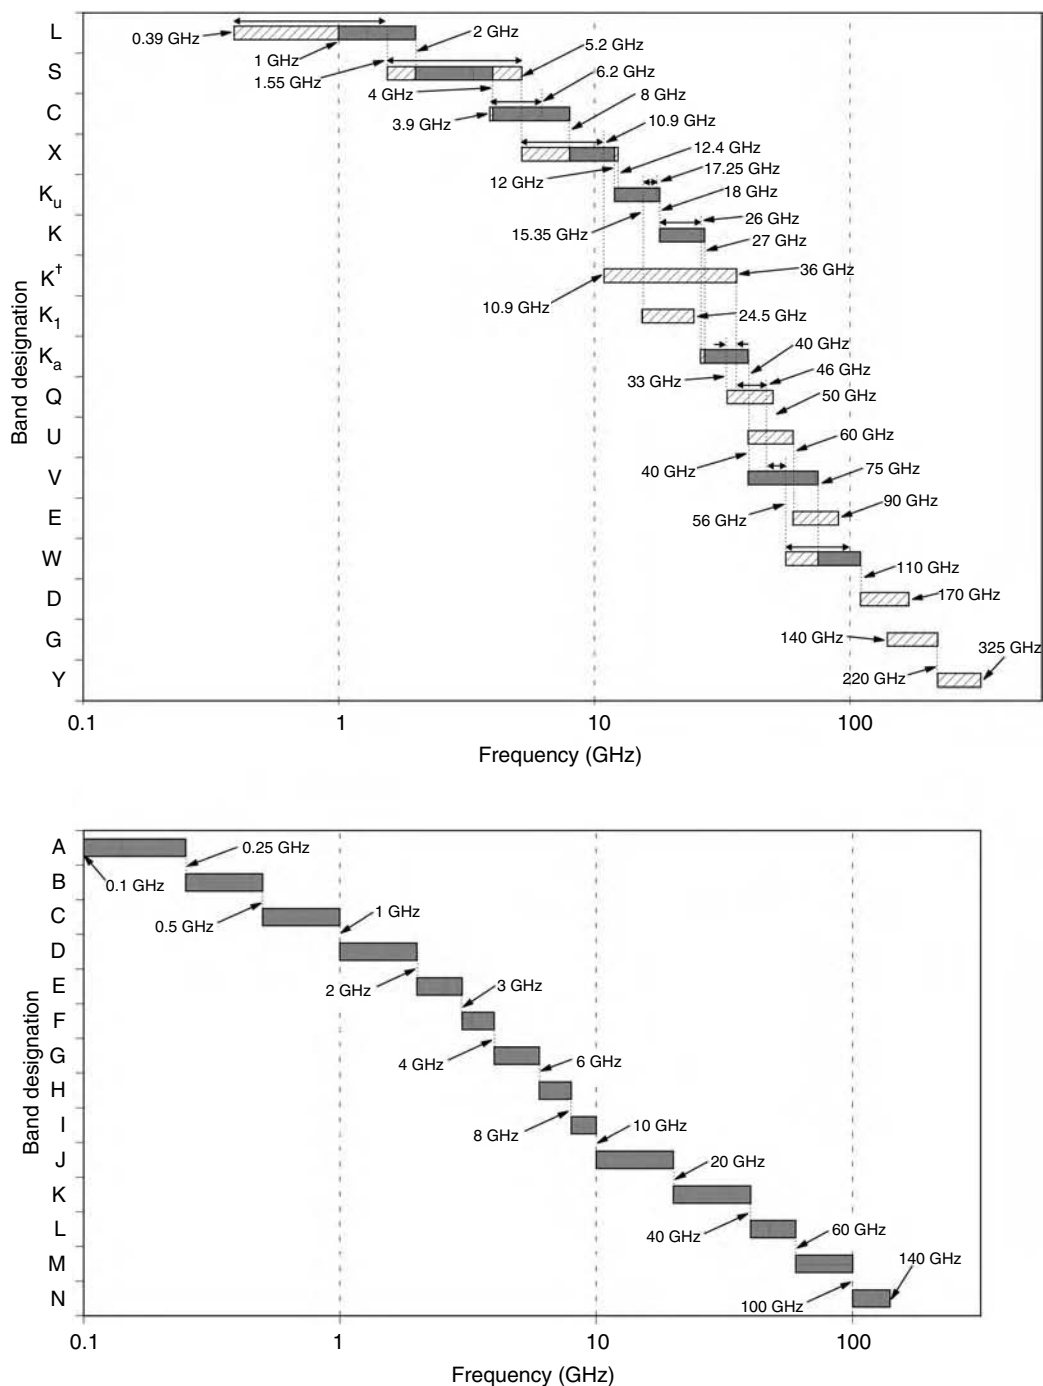 L
0.39 GHz
2 GHz
1 GHz
1.55 GHz
S
5.2 GHz
6.2 GHz
4 GHz
8 GHz
C
3.9 GHz
10.9 GHz
X
12.4 GHz
17.25 GHz
12 GHz
18 GHz
Ku
15.35 GHz
26 GHz
K
27 GHz
K†
36 GHz
10.9 GHz
K1
24.5 GHz
40 GHz
Ka
33 GHz
46 GHz
Q
50 GHz
U
60 GHz
40 GHz
V
75 GHz
90 GHz
E
56 GHz
W
110 GHz
D
170 GHz
G
140 GHz
325 GHz
Y
220 GHz
Band designation
0.1
1
10
100
Frequency (GHz)
A
0.25 GHz
0.1 GHz
B
0.5 GHz
C
1 GHz
D
2 GHz
E
3 GHz
F
4 GHz
G
6 GHz
H
8 GHz
I
10 GHz
J
20 GHz
K
40 GHz
L
60 GHz
M
140 GHz
100 GHz
N
Band designation
0.1
1
10
100
Frequency (GHz)